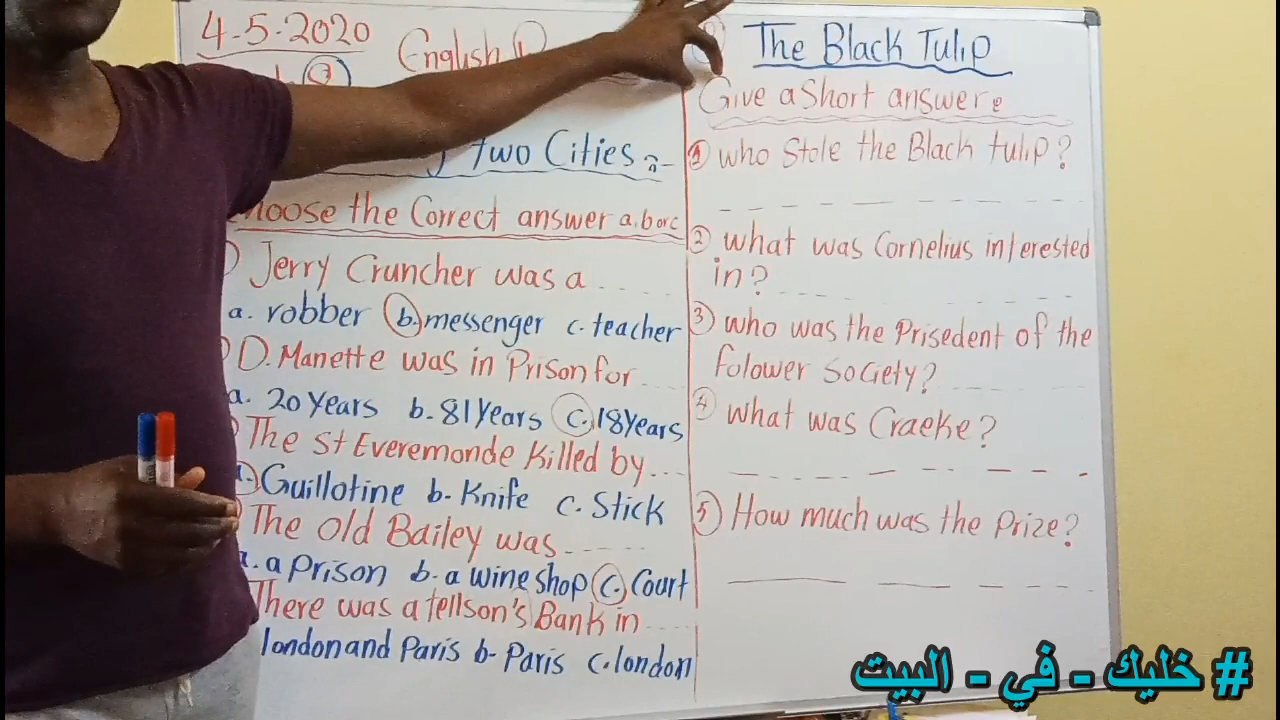 4-5-2020
English
two Cities
Choose the Correct answer a, b or c
Jerry Cruncher was a ....
a. robber b. messenger c. teacher
D. Manette was in Prison for ....
a. 20 years b. 81 years c. 18 years
The St Everemonde Killed by ....
a. Guillotine b. Knife c. Stick
The Old Bailey was -----
a. a Prison b. a wine shop c. Court
There was a tellson's Bank in ----
london and Paris b- Paris c. london
The Black Tulip
Give a Short answer
① who Stole the Black tulip?
② what was Cornelius interested
in?
③ who was the Prisedent of the
folower Society?
④ what was Craeke?
⑤ How much was the Prize?
# خليك - في - البيت